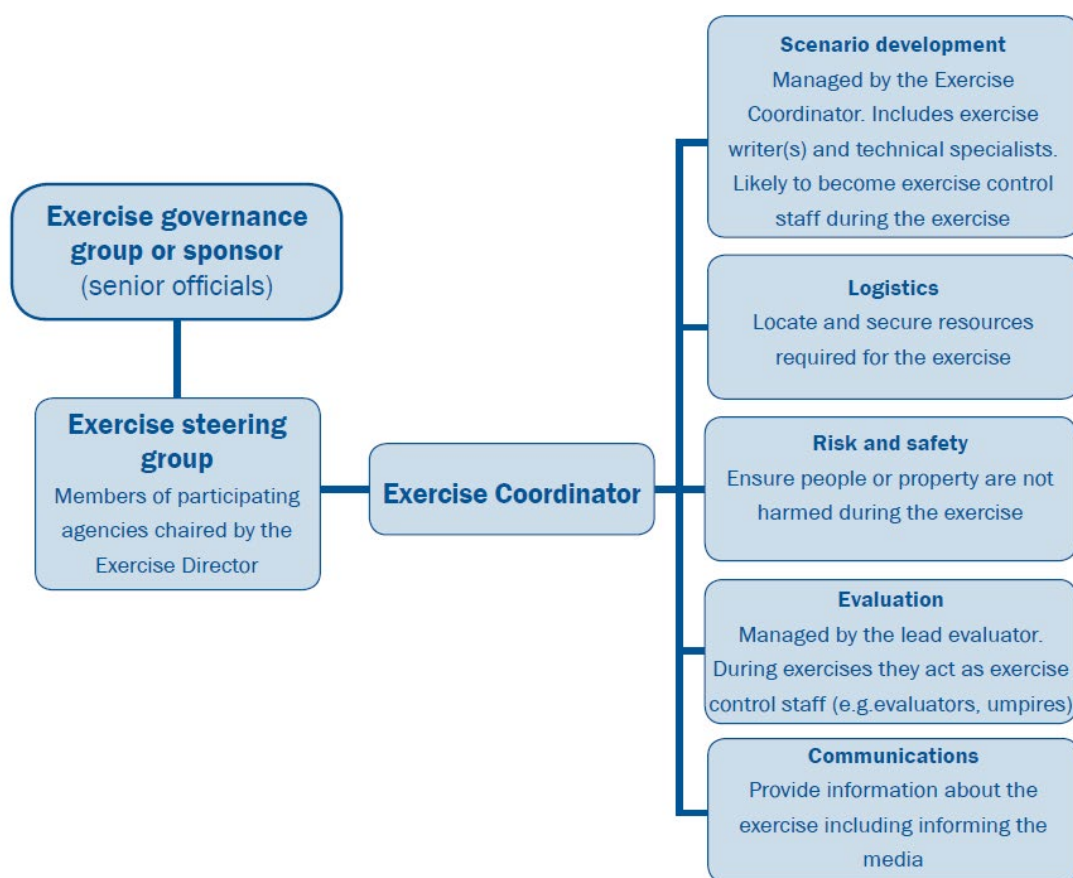 Exercise governance
group or sponsor
(senior officials)
Exercise steering
group
Members of participating
agencies chaired by the
Exercise Director
Exercise Coordinator
Scenario development
Managed by the Exercise
Coordinator. Includes exercise
writer(s) and technical specialists.
Likely to become exercise control
staff during the exercise
Logistics
Locate and secure resources
required for the exercise
Risk and safety
Ensure people or property are not
harmed during the exercise
Evaluation
Managed by the lead evaluator.
During exercises they act as exercise
control staff (e.g.evaluators, umpires)
Communications
Provide information about the
exercise including informing the
media